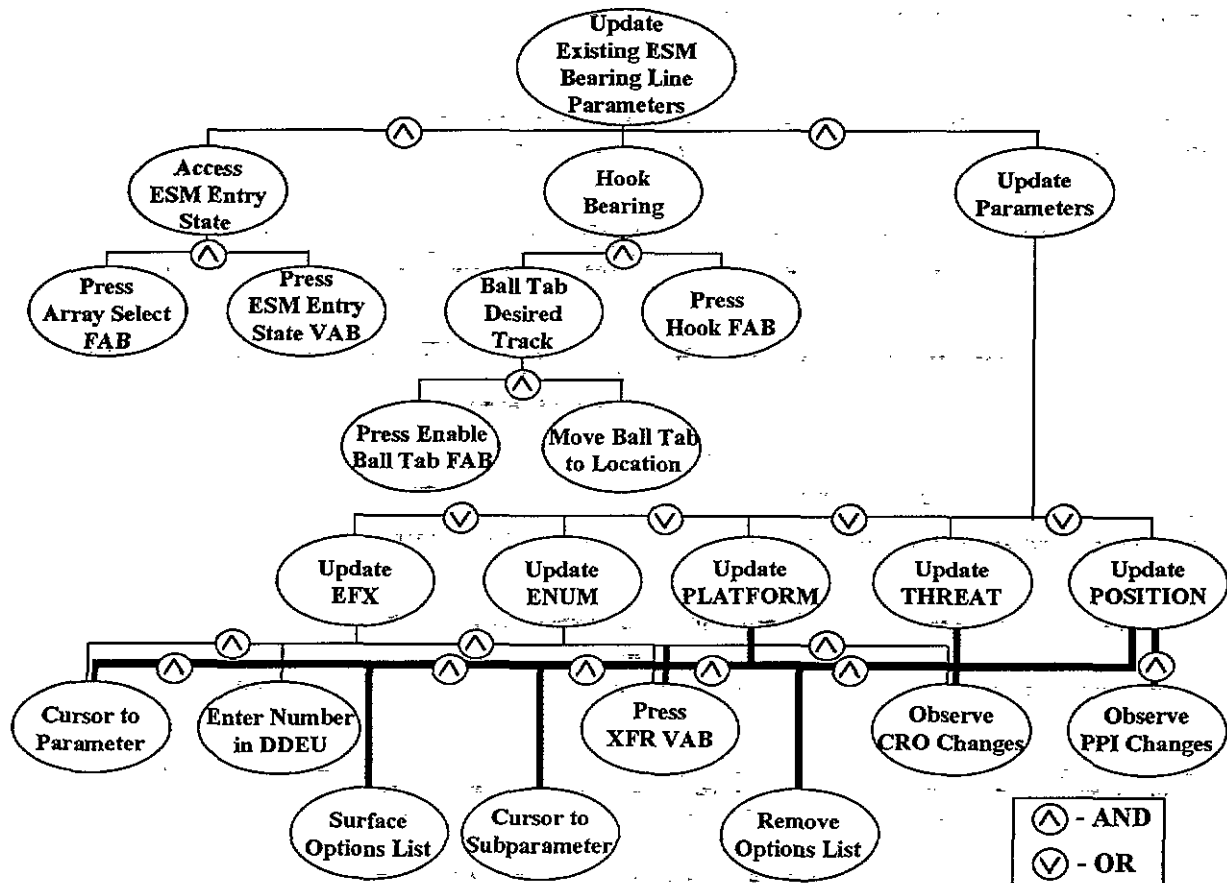 Update
Existing ESM
Bearing Line
Parameters
Access
ESM Entry
State
Hook
Bearing
Update
Parameters
Press
Array Select
FAB
Press
ESM Entry
State VAB
Ball Tab
Desired
Track
Press
Hook FAB
Press Enable
Ball Tab FAB
Move Ball Tab
to Location
Update
EFX
Update
ENUM
Update
PLATFORM
Update
THREAT
Update
POSITION
Cursor to
Parameter
Enter Number
in DDEU
Press
XFR VAB
Observe
CRO Changes
Observe
PPI Changes
Surface
Options List
Cursor to
Subparameter
Remove
Options List
- AND
- OR